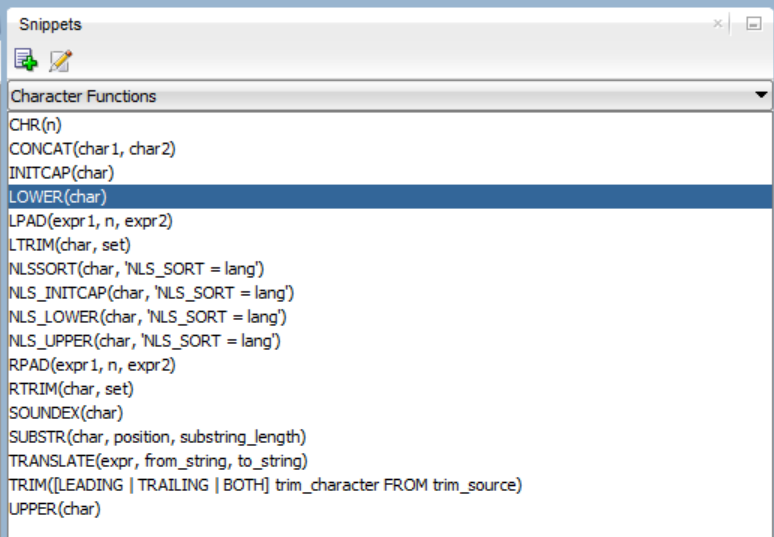 Snippets
Character Functions
CHR(n)
CONCAT(char1, char2)
INITCAP(char)
LOWER(char)
LPAD(expr1, n, expr2)
LTRIM(char, set)
NLSSORT(char, 'NLS_SORT = lang')
NLS_INITCAP(char, 'NLS_SORT = lang')
NLS_LOWER(char, 'NLS_SORT = lang')
NLS_UPPER(char, 'NLS_SORT = lang')
RPAD(expr1, n, expr2)
RTRIM(char, set)
SOUNDEX(char)
SUBSTR(char, position, substring_length)
TRANSLATE(expr, from_string, to_string)
TRIM([LEADING | TRAILING | BOTH] trim_character FROM trim_source)
UPPER(char)